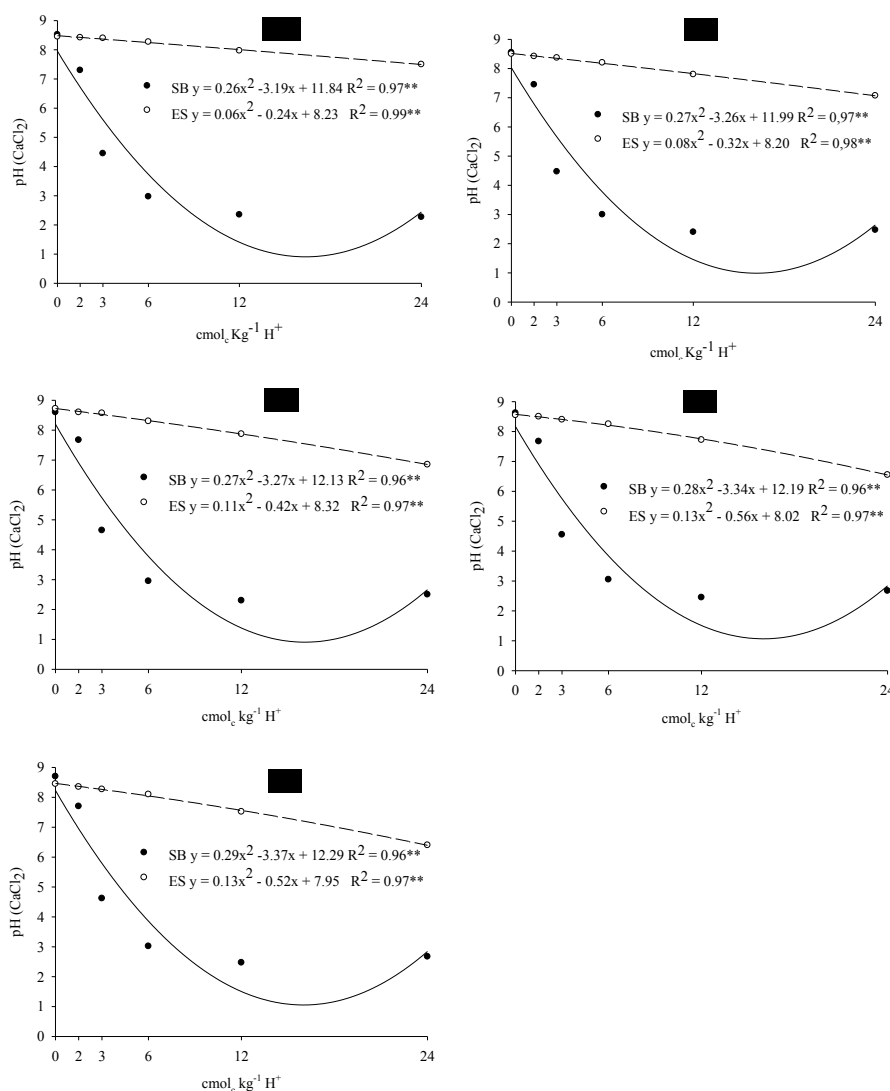 9
8
7
6
5
4
3
2
1
0
pH (CaCl₂)
SB y = 0.26x² -3.19x + 11.84 R² = 0.97**
ES y = 0.06x² - 0.24x + 8.23 R² = 0.99**
0 2 3 6 12 24
cmol_c Kg⁻¹ H⁺
9
8
7
6
5
4
3
2
1
0
pH (CaCl₂)
SB y = 0.27x² -3.26x + 11.99 R² = 0,97**
ES y = 0.08x² - 0.32x + 8.20 R² = 0,98**
0 2 3 6 12 24
cmol_c Kg⁻¹ H⁺
9
8
7
6
5
4
3
2
1
0
pH (CaCl₂)
SB y = 0.27x² -3.27x + 12.13 R² = 0.96**
ES y = 0.11x² - 0.42x + 8.32 R² = 0.97**
0 2 3 6 12 24
cmol_c kg⁻¹ H⁺
9
8
7
6
5
4
3
2
1
0
pH (CaCl₂)
SB y = 0.28x² -3.34x + 12.19 R² = 0.96**
ES y = 0.13x² - 0.56x + 8.02 R² = 0.97**
0 2 3 6 12 24
cmol_c kg⁻¹ H⁺
9
8
7
6
5
4
3
2
1
0
pH (CaCl₂)
SB y = 0.29x² -3.37x + 12.29 R² = 0.96**
ES y = 0.13x² - 0.52x + 7.95 R² = 0.97**
0 2 3 6 12 24
cmol_c kg⁻¹ H⁺